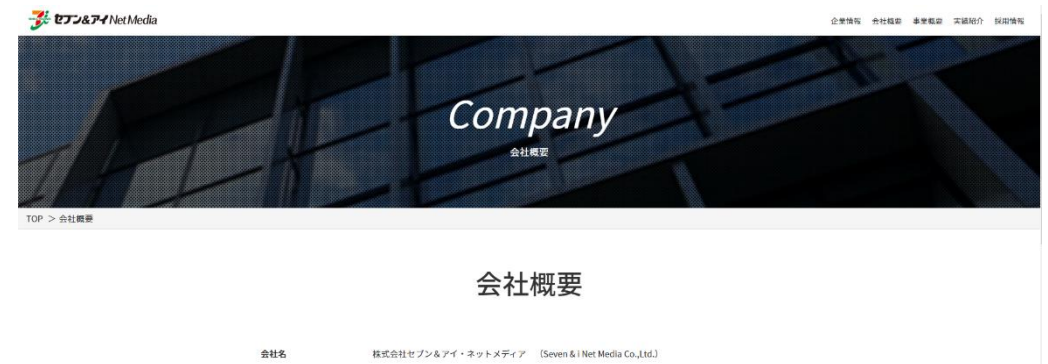 セブン&アイ Net Media
企業情報 会社概要 事業概要 実績紹介 採用情報
Company
会社概要
TOP > 会社概要
会社概要
会社名 株式会社セブン&アイ・ネットメディア (Seven & i Net Media Co.,Ltd.)